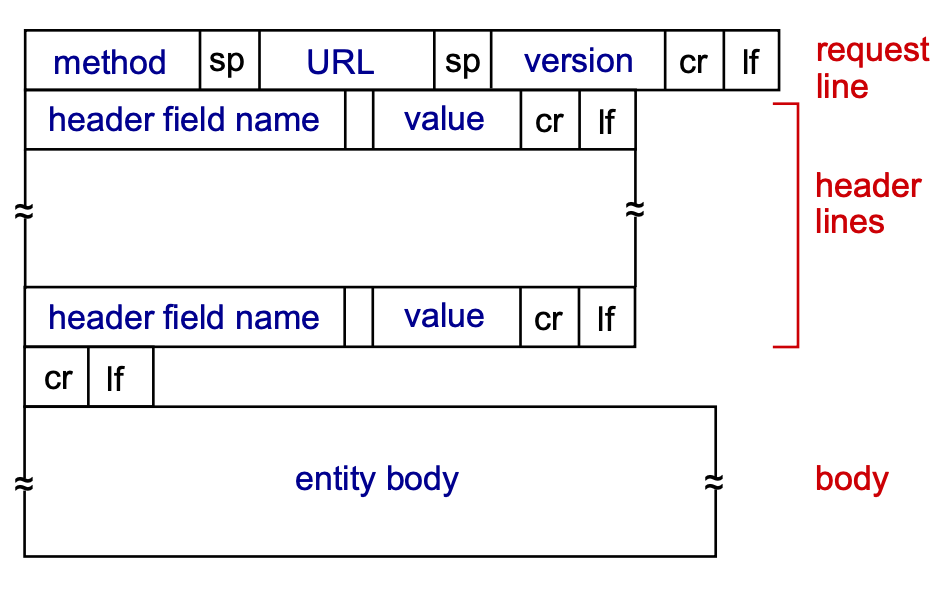 method sp URL sp version cr lf
request
line
header field name value cr lf
header
lines
header field name value cr lf
cr lf
entity body
body